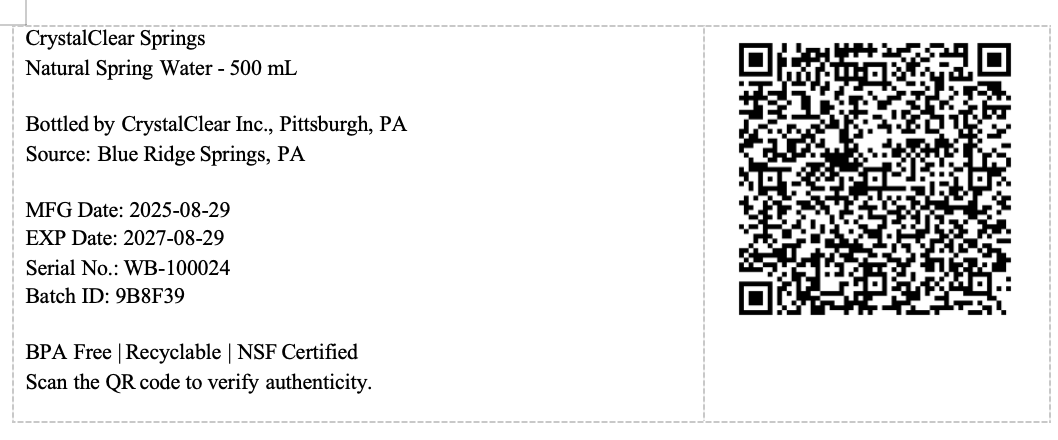 CrystalClear Springs
Natural Spring Water - 500 mL
Bottled by CrystalClear Inc., Pittsburgh, PA
Source: Blue Ridge Springs, PA
MFG Date: 2025-08-29
EXP Date: 2027-08-29
Serial No.: WB-100024
Batch ID: 9B8F39
BPA Free | Recyclable | NSF Certified
Scan the QR code to verify authenticity.